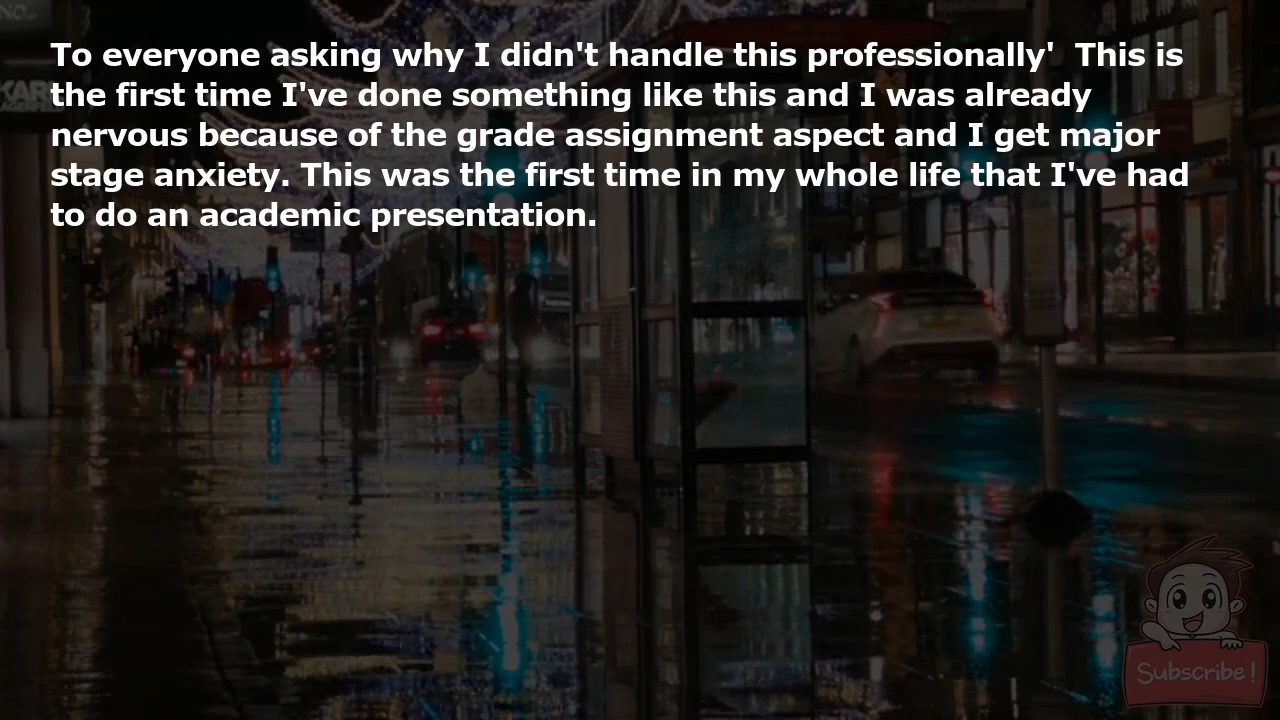 NO...
KAR
To everyone asking why I didn't handle this professionally'  This is
the first time I've done something like this and I was already
nervous because of the grade assignment aspect and I get major
stage anxiety. This was the first time in my whole life that I've had
to do an academic presentation.
Subscribe!